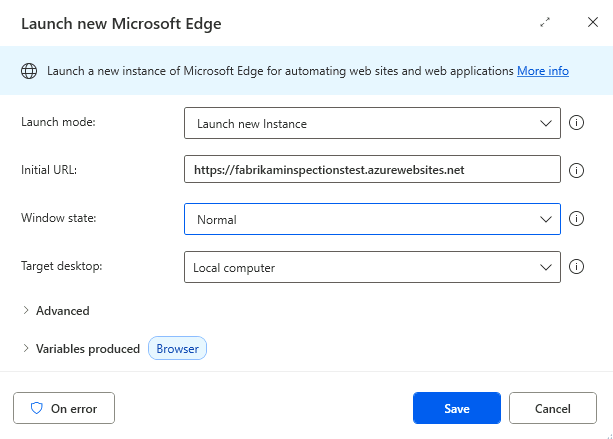 Launch new Microsoft Edge
Launch a new instance of Microsoft Edge for automating web sites and web applications More info
Launch mode: Launch new Instance
Initial URL: https://fabrikaminspectionstest.azurewebsites.net
Window state: Normal
Target desktop: Local computer
Advanced
Variables produced Browser
On error Save Cancel